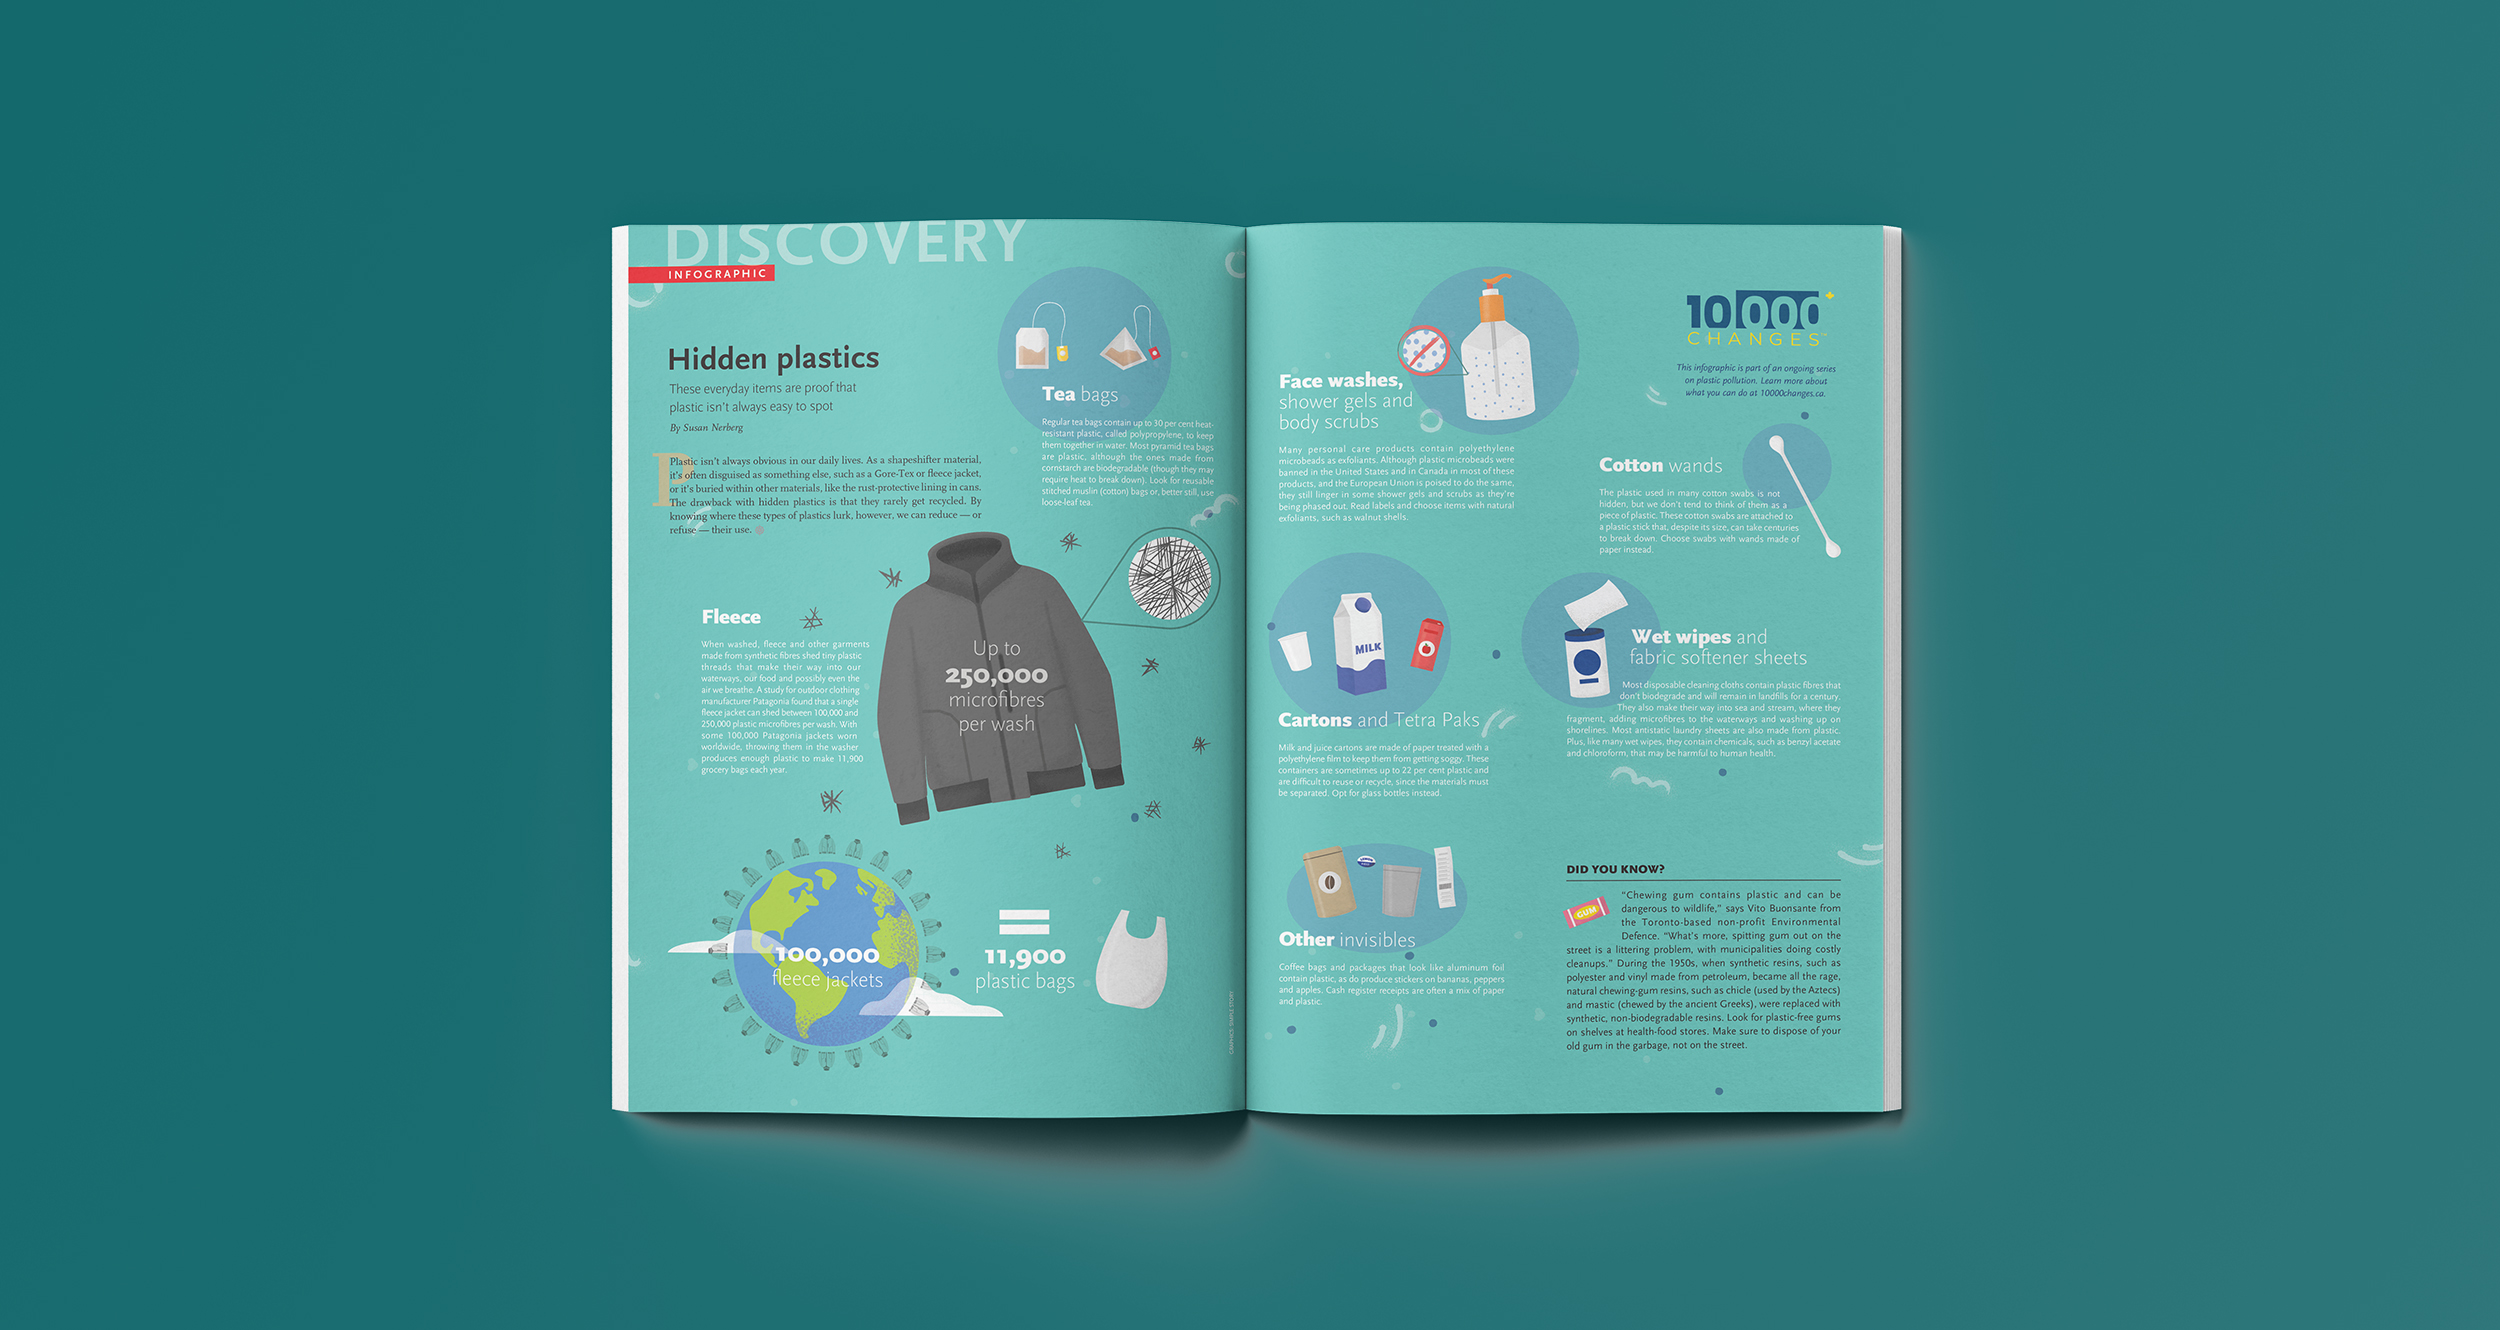 DISCOVERY
INFOGRAPHIC
Hidden plastics
These everyday items are proof that
plastic isn't always easy to spot
By Susan Nerberg
P
Plastic isn't always obvious in our daily lives. As a shapeshifter material,
it's often disguised as something else, such as a Gore-Tex or fleece jacket,
or it's buried within other materials, like the rust-protective lining in cans.
The drawback with hidden plastics is that they rarely get recycled. By
knowing where these types of plastics lurk, however, we can reduce — or
refuse — their use.
Tea bags
Regular tea bags contain up to 30 per cent heat-
resistant plastic, called polypropylene, to keep
them together in water. Most pyramid tea bags
are plastic, although the ones made from
cornstarch are biodegradable (though they may
require heat to break down). Look for reusable
stitched muslin (cotton) bags or, better still, use
loose-leaf tea.
Fleece
When washed, fleece and other garments
made from synthetic fibres shed tiny plastic
threads that make their way into our
waterways, our food and possibly even the
air we breathe. A study for outdoor clothing
manufacturer Patagonia found that a single
fleece jacket can shed between 100,000 and
250,000 plastic microfibres per wash. With
some 100,000 Patagonia jackets worn
worldwide, throwing them in the washer
produces enough plastic to make 11,900
grocery bags each year.
Up to
250,000
microfibres
per wash
100,000
fleece jackets
11,900
plastic bags
GRAPHICS: SIMPLE STORY
Face washes,
shower gels and
body scrubs
Many personal care products contain polyethylene
microbeads as exfoliants. Although plastic microbeads were
banned in the United States and in Canada in most of these
products, and the European Union is poised to do the same,
they still linger in some shower gels and scrubs as they're
being phased out. Read labels and choose items with natural
exfoliants, such as walnut shells.
10 000
CHANGES™
This infographic is part of an ongoing series
on plastic pollution. Learn more about
what you can do at 10000changes.ca.
Cotton wands
The plastic used in many cotton swabs is not
hidden, but we don't tend to think of them as a
piece of plastic. These cotton swabs are attached to
a plastic stick that, despite its size, can take centuries
to break down. Choose swabs with wands made of
paper instead.
MILK
Cartons and Tetra Paks
Milk and juice cartons are made of paper treated with a
polyethylene film to keep them from getting soggy. These
containers are sometimes up to 22 per cent plastic and
are difficult to reuse or recycle, since the materials must
be separated. Opt for glass bottles instead.
Wet wipes and
fabric softener sheets
Most disposable cleaning cloths contain plastic fibres that
don't biodegrade and will remain in landfills for a century.
They also make their way into sea and stream, where they
fragment, adding microfibres to the waterways and washing up on
shorelines. Most antistatic laundry sheets are also made from plastic.
Plus, like many wet wipes, they contain chemicals, such as benzyl acetate
and chloroform, that may be harmful to human health.
Other invisibles
Coffee bags and packages that look like aluminum foil
contain plastic, as do produce stickers on bananas, peppers
and apples. Cash register receipts are often a mix of paper
and plastic.
DID YOU KNOW?
GUM
"Chewing gum contains plastic and can be
dangerous to wildlife," says Vito Buonsante from
the Toronto-based non-profit Environmental
Defence. "What's more, spitting gum out on the
street is a littering problem, with municipalities doing costly
cleanups." During the 1950s, when synthetic resins, such as
polyester and vinyl made from petroleum, became all the rage,
natural chewing-gum resins, such as chicle (used by the Aztecs)
and mastic (chewed by the ancient Greeks), were replaced with
synthetic, non-biodegradable resins. Look for plastic-free gums
on shelves at health-food stores. Make sure to dispose of your
old gum in the garbage, not on the street.